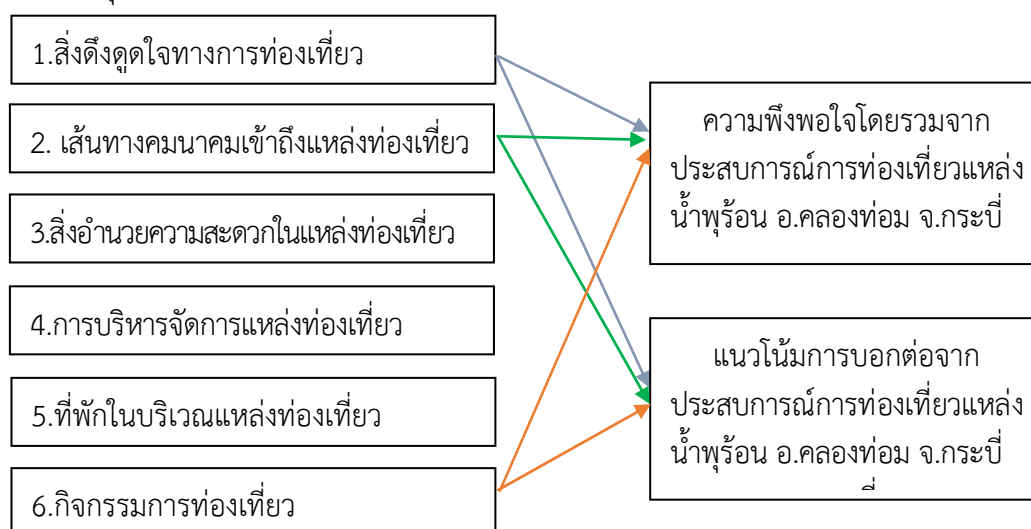 1.สิ่งดึงดูดใจทางการท่องเที่ยว
2. เส้นทางคมนาคมเข้าถึงแหล่งท่องเที่ยว
3.สิ่งอำนวยความสะดวกในแหล่งท่องเที่ยว
4.การบริหารจัดการแหล่งท่องเที่ยว
5.ที่พักในบริเวณแหล่งท่องเที่ยว
6.กิจกรรมการท่องเที่ยว
ความพึงพอใจโดยรวมจาก
ประสบการณ์การท่องเที่ยวแหล่ง
น้ำพุร้อน อ.คลองท่อม จ.กระบี่
แนวโน้มการบอกต่อจาก
ประสบการณ์การท่องเที่ยวแหล่ง
น้ำพุร้อน อ.คลองท่อม จ.กระบี่